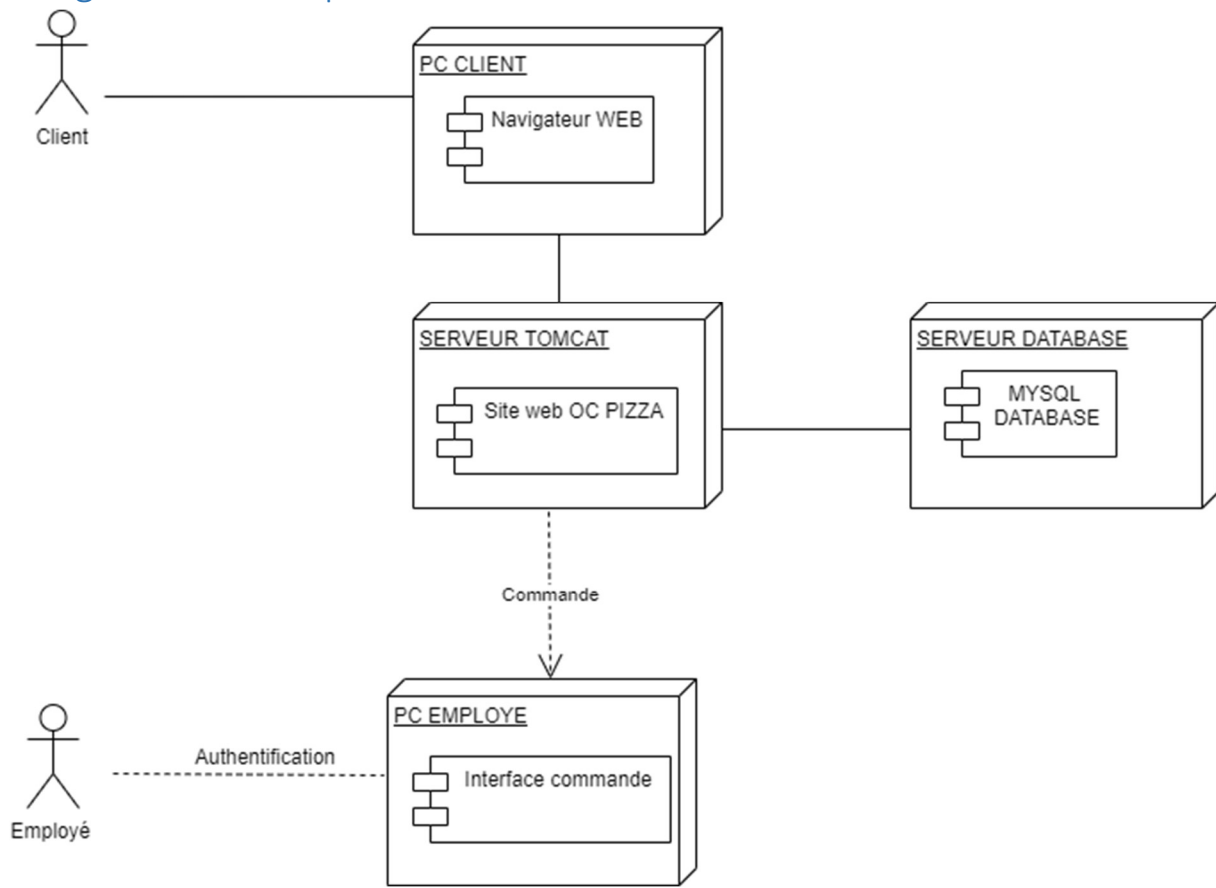 PC CLIENT
Navigateur WEB
Client
SERVEUR TOMCAT
Site web OC PIZZA
SERVEUR DATABASE
MYSQL
DATABASE
Commande
PC EMPLOYE
Interface commande
Authentification
Employé